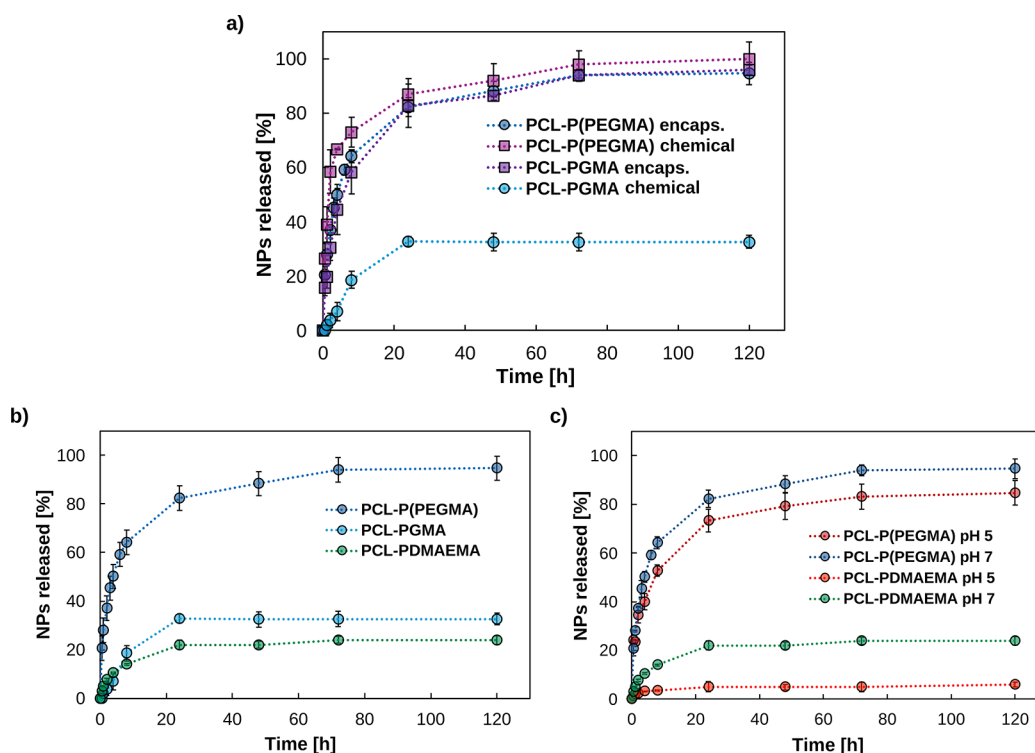 a)
NPs released [%]
100
80
60
40
20
0
PCL-P(PEGMA) encaps.
PCL-P(PEGMA) chemical
PCL-PGMA encaps.
PCL-PGMA chemical
0 20 40 60 80 100 120
Time [h]
b)
NPs released [%]
100
80
60
40
20
0
PCL-P(PEGMA)
PCL-PGMA
PCL-PDMAEMA
0 20 40 60 80 100 120
Time [h]
c)
NPs released [%]
100
80
60
40
20
0
PCL-P(PEGMA) pH 5
PCL-P(PEGMA) pH 7
PCL-PDMAEMA pH 5
PCL-PDMAEMA pH 7
0 20 40 60 80 100 120
Time [h]